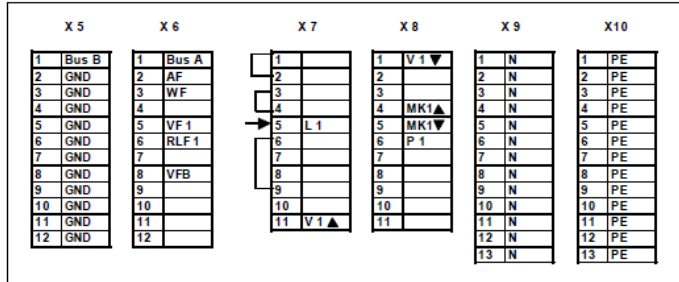 X 5 X 6 X 7 X 8 X 9 X10
1 Bus B 1 Bus A 1 1 V 1 ▼ 1 N 1 PE
2 GND 2 AF 2 2 2 N 2 PE
3 GND 3 WF 3 3 3 N 3 PE
4 GND 4 4 4 MK1▲ 4 N 4 PE
5 GND 5 VF 1 5 L 1 5 MK1▼ 5 N 5 PE
6 GND 6 RLF 1 6 6 P 1 6 N 6 PE
7 GND 7 7 7 7 N 7 PE
8 GND 8 VFB 8 8 8 N 8 PE
9 GND 9 9 9 9 N 9 PE
10 GND 10 10 10 10 N 10 PE
11 GND 11 11 V 1 ▲ 11 11 N 11 PE
12 GND 12 12 N 12 PE
13 N 13 PE